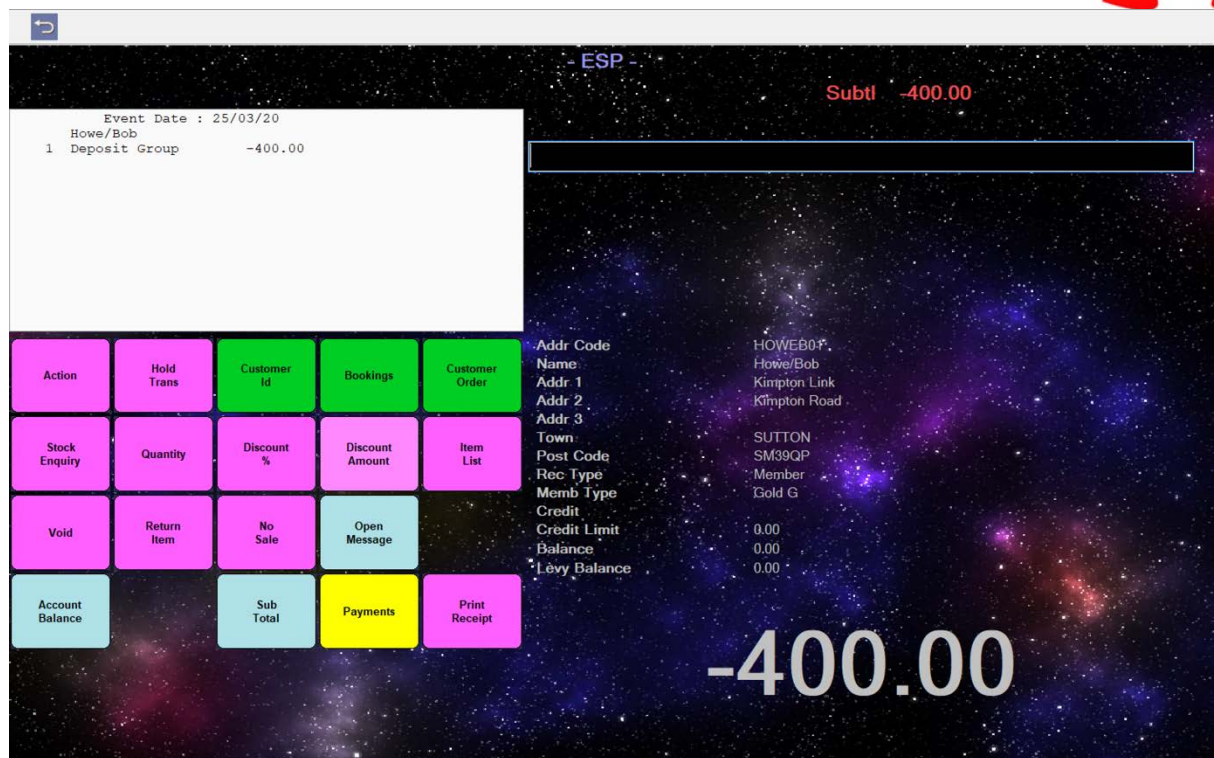 - ESP -
Subtl -400.00
Event Date : 25/03/20
Howe/Bob
1 Deposit Group -400.00
Action
Hold
Trans
Customer
Id
Bookings
Customer
Order
Stock
Enquiry
Quantity
Discount
%
Discount
Amount
Item
List
Void
Return
Item
No
Sale
Open
Message
Account
Balance
Sub
Total
Payments
Print
Receipt
Addr Code HOWEB01
Name Howe/Bob
Addr 1 Kimpton Link
Addr 2 Kimpton Road
Addr 3
Town SUTTON
Post Code SM39QP
Rec Type Member
Memb Type Gold G
Credit
Credit Limit 0.00
Balance 0.00
Levy Balance 0.00
-400.00